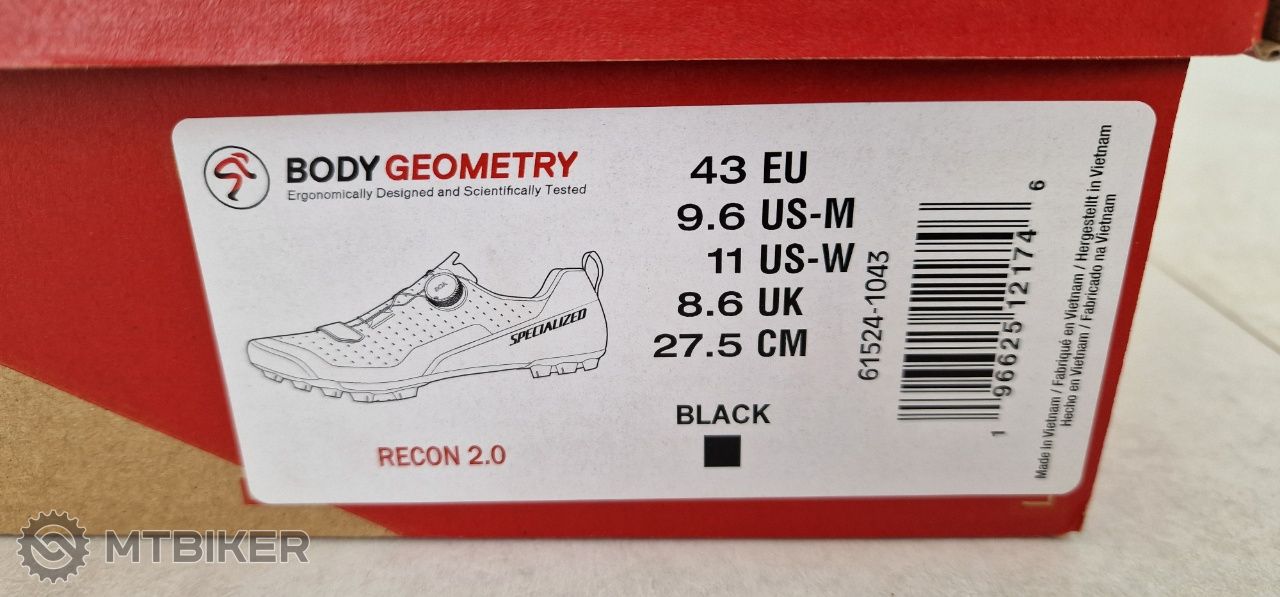 BODY GEOMETRY
Ergonomically Designed and Scientifically Tested
SPECIALIZED
RECON 2.0
43 EU
9.6 US-M
11 US-W
8.6 UK
27.5 CM
BLACK
61524-1043
1 96625 12174 6
Made in Vietnam / Fabriqué en Vietnam / Hergestellt in Vietnam
Hecho en Vietnam / Fabricado na Vietnam
MTBIKER